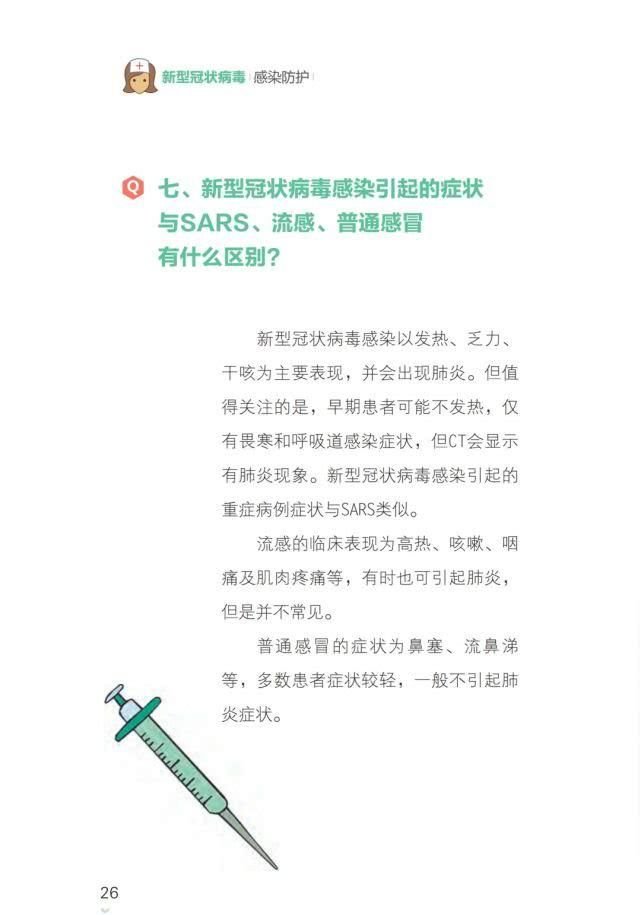 新型冠状病毒 感染防护
Q 七、新型冠状病毒感染引起的症状
与SARS、流感、普通感冒
有什么区别?
新型冠状病毒感染以发热、乏力、
干咳为主要表现，并会出现肺炎。但值
得关注的是，早期患者可能不发热，仅
有畏寒和呼吸道感染症状，但CT会显示
有肺炎现象。新型冠状病毒感染引起的
重症病例症状与SARS类似。
流感的临床表现为高热、咳嗽、咽
痛及肌肉疼痛等，有时也可引起肺炎，
但是并不常见。
普通感冒的症状为鼻塞、流鼻涕
等，多数患者症状较轻，一般不引起肺
炎症状。
26